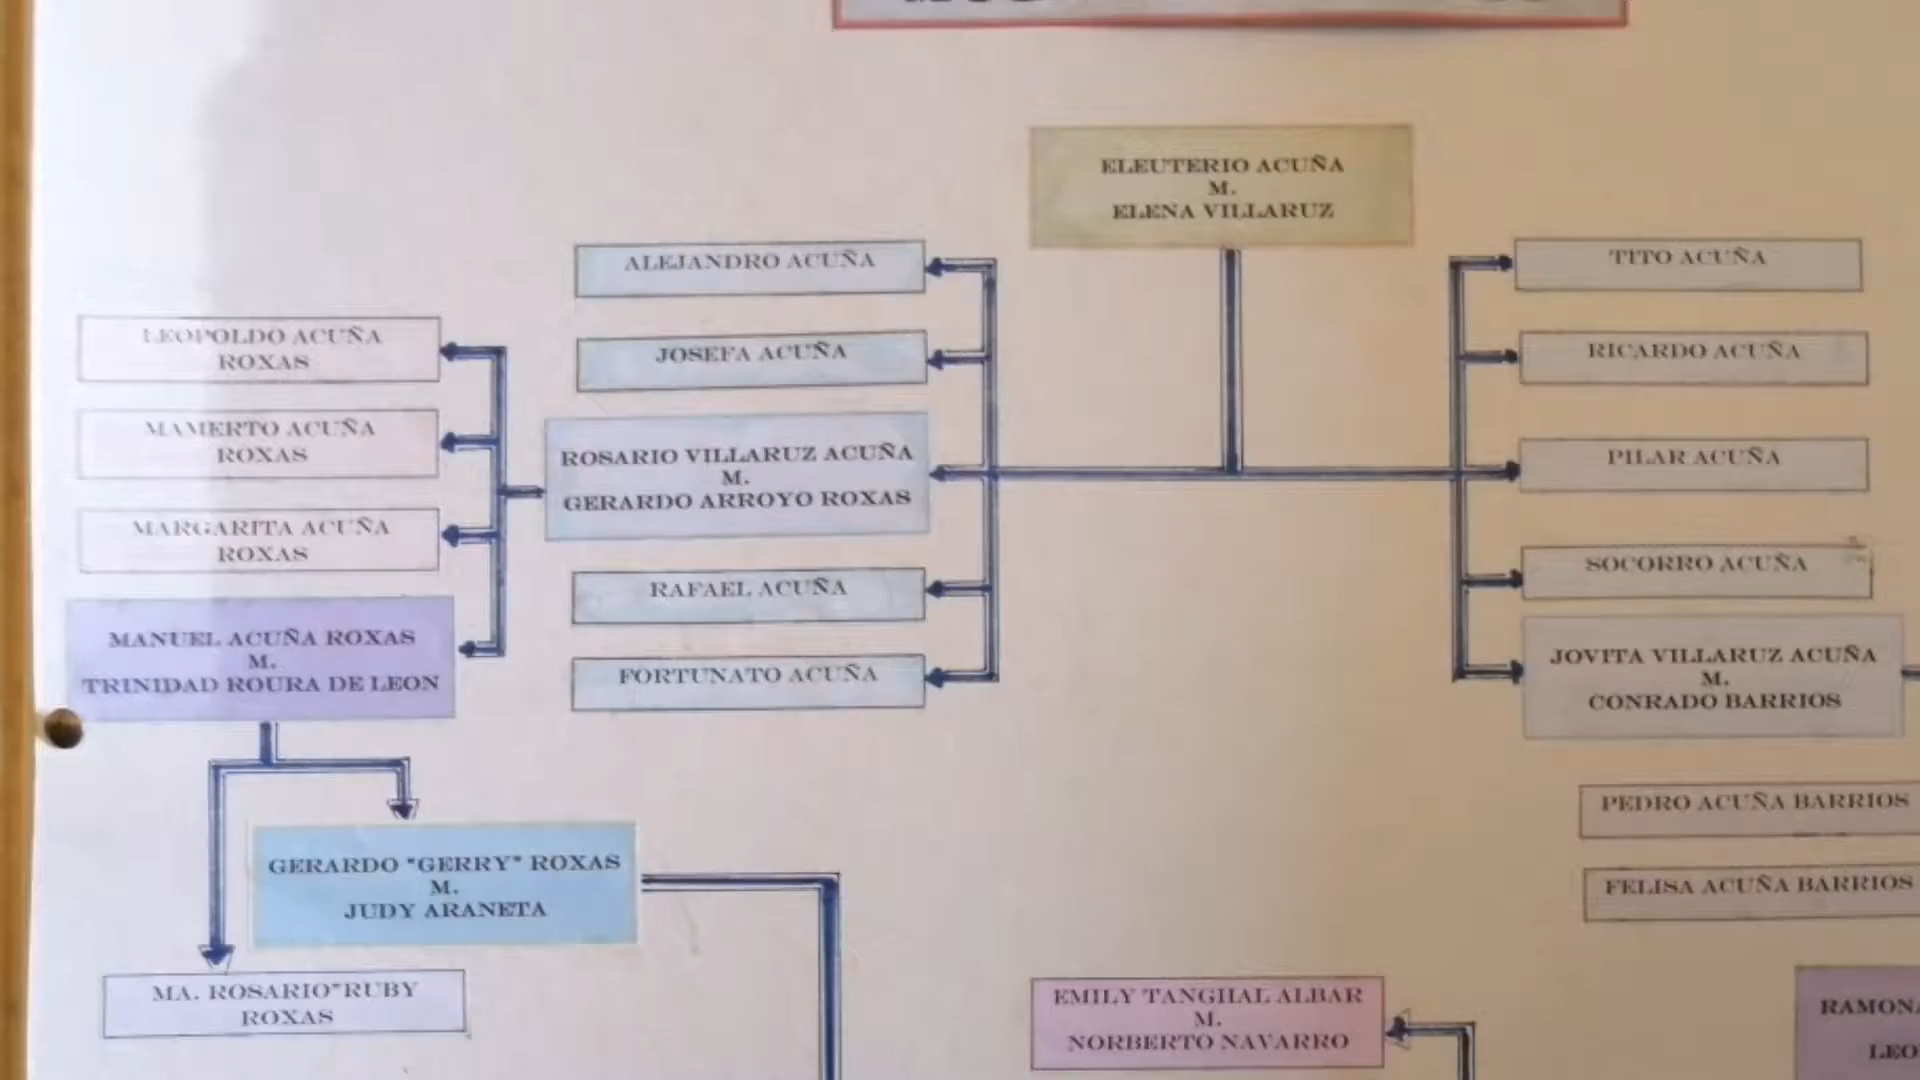 ELEUTERIO ACUÑA
M.
ELENA VILLARUZ
ALEJANDRO ACUÑA
JOSEFA ACUÑA
ROSARIO VILLARUZ ACUÑA
M.
GERARDO ARROYO ROXAS
RAFAEL ACUÑA
FORTUNATO ACUÑA
TITO ACUÑA
RICARDO ACUÑA
PILAR ACUÑA
SOCORRO ACUÑA
JOVITA VILLARUZ ACUÑA
M.
CONRADO BARRIOS
LEOPOLDO ACUÑA
ROXAS
MAMERTO ACUÑA
ROXAS
MARGARITA ACUÑA
ROXAS
MANUEL ACUÑA ROXAS
M.
TRINIDAD ROURA DE LEON
GERARDO "GERRY" ROXAS
M.
JUDY ARANETA
MA. ROSARIO"RUBY
ROXAS
PEDRO ACUÑA BARRIOS
FELISA ACUÑA BARRIOS
EMILY TANGHAL ALBAR
M.
NORBERTO NAVARRO
RAMONA
LEO